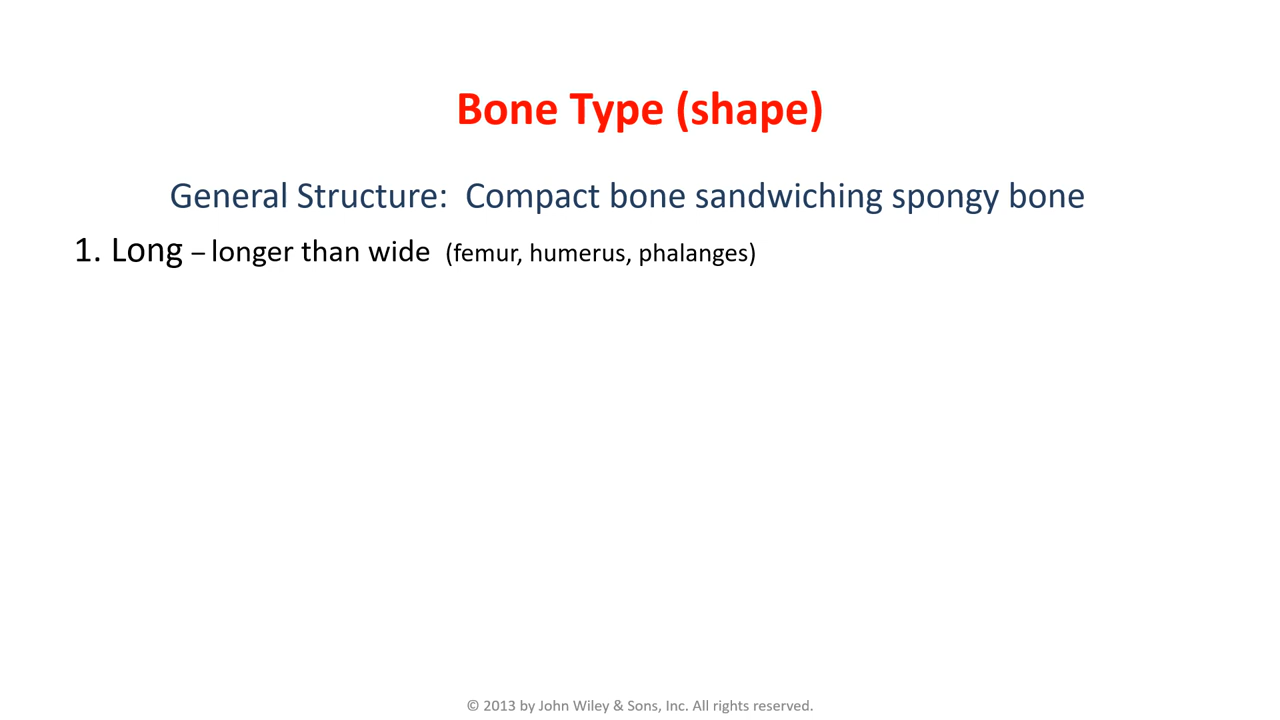 Bone Type (shape)
General Structure: Compact bone sandwiching spongy bone
1. Long – longer than wide (femur, humerus, phalanges)
© 2013 by John Wiley & Sons, Inc. All rights reserved.